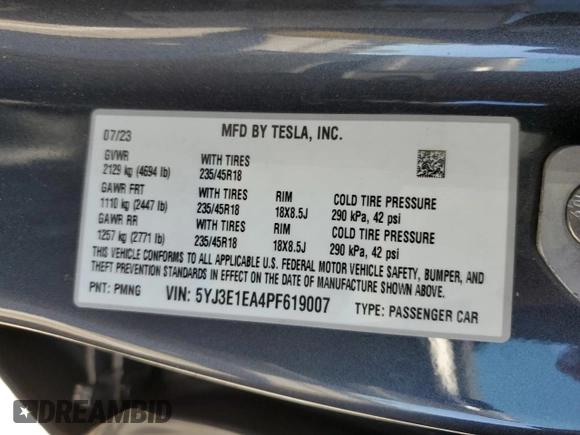 07/23 MFD BY TESLA, INC.
GVWR WITH TIRES
2129 kg (4694 lb) 235/45R18
GAWR FRT WITH TIRES RIM COLD TIRE PRESSURE
1110 kg (2447 lb) 235/45R18 18X8.5J 290 kPa, 42 psi
GAWR RR WITH TIRES RIM COLD TIRE PRESSURE
1257 kg (2771 lb) 235/45R18 18X8.5J 290 kPa, 42 psi
THIS VEHICLE CONFORMS TO ALL APPLICABLE U.S. FEDERAL MOTOR VEHICLE SAFETY, BUMPER, AND
THEFT PREVENTION STANDARDS IN EFFECT ON THE DATE OF MANUFACTURE SHOWN ABOVE.
PNT: PMNG VIN: 5YJ3E1EA4PF619007 TYPE: PASSENGER CAR
DREAMBID